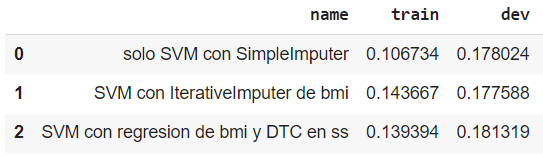 name train dev
0 solo SVM con SimpleImputer 0.106734 0.178024
1 SVM con IterativeImputer de bmi 0.143667 0.177588
2 SVM con regresion de bmi y DTC en ss 0.139394 0.181319